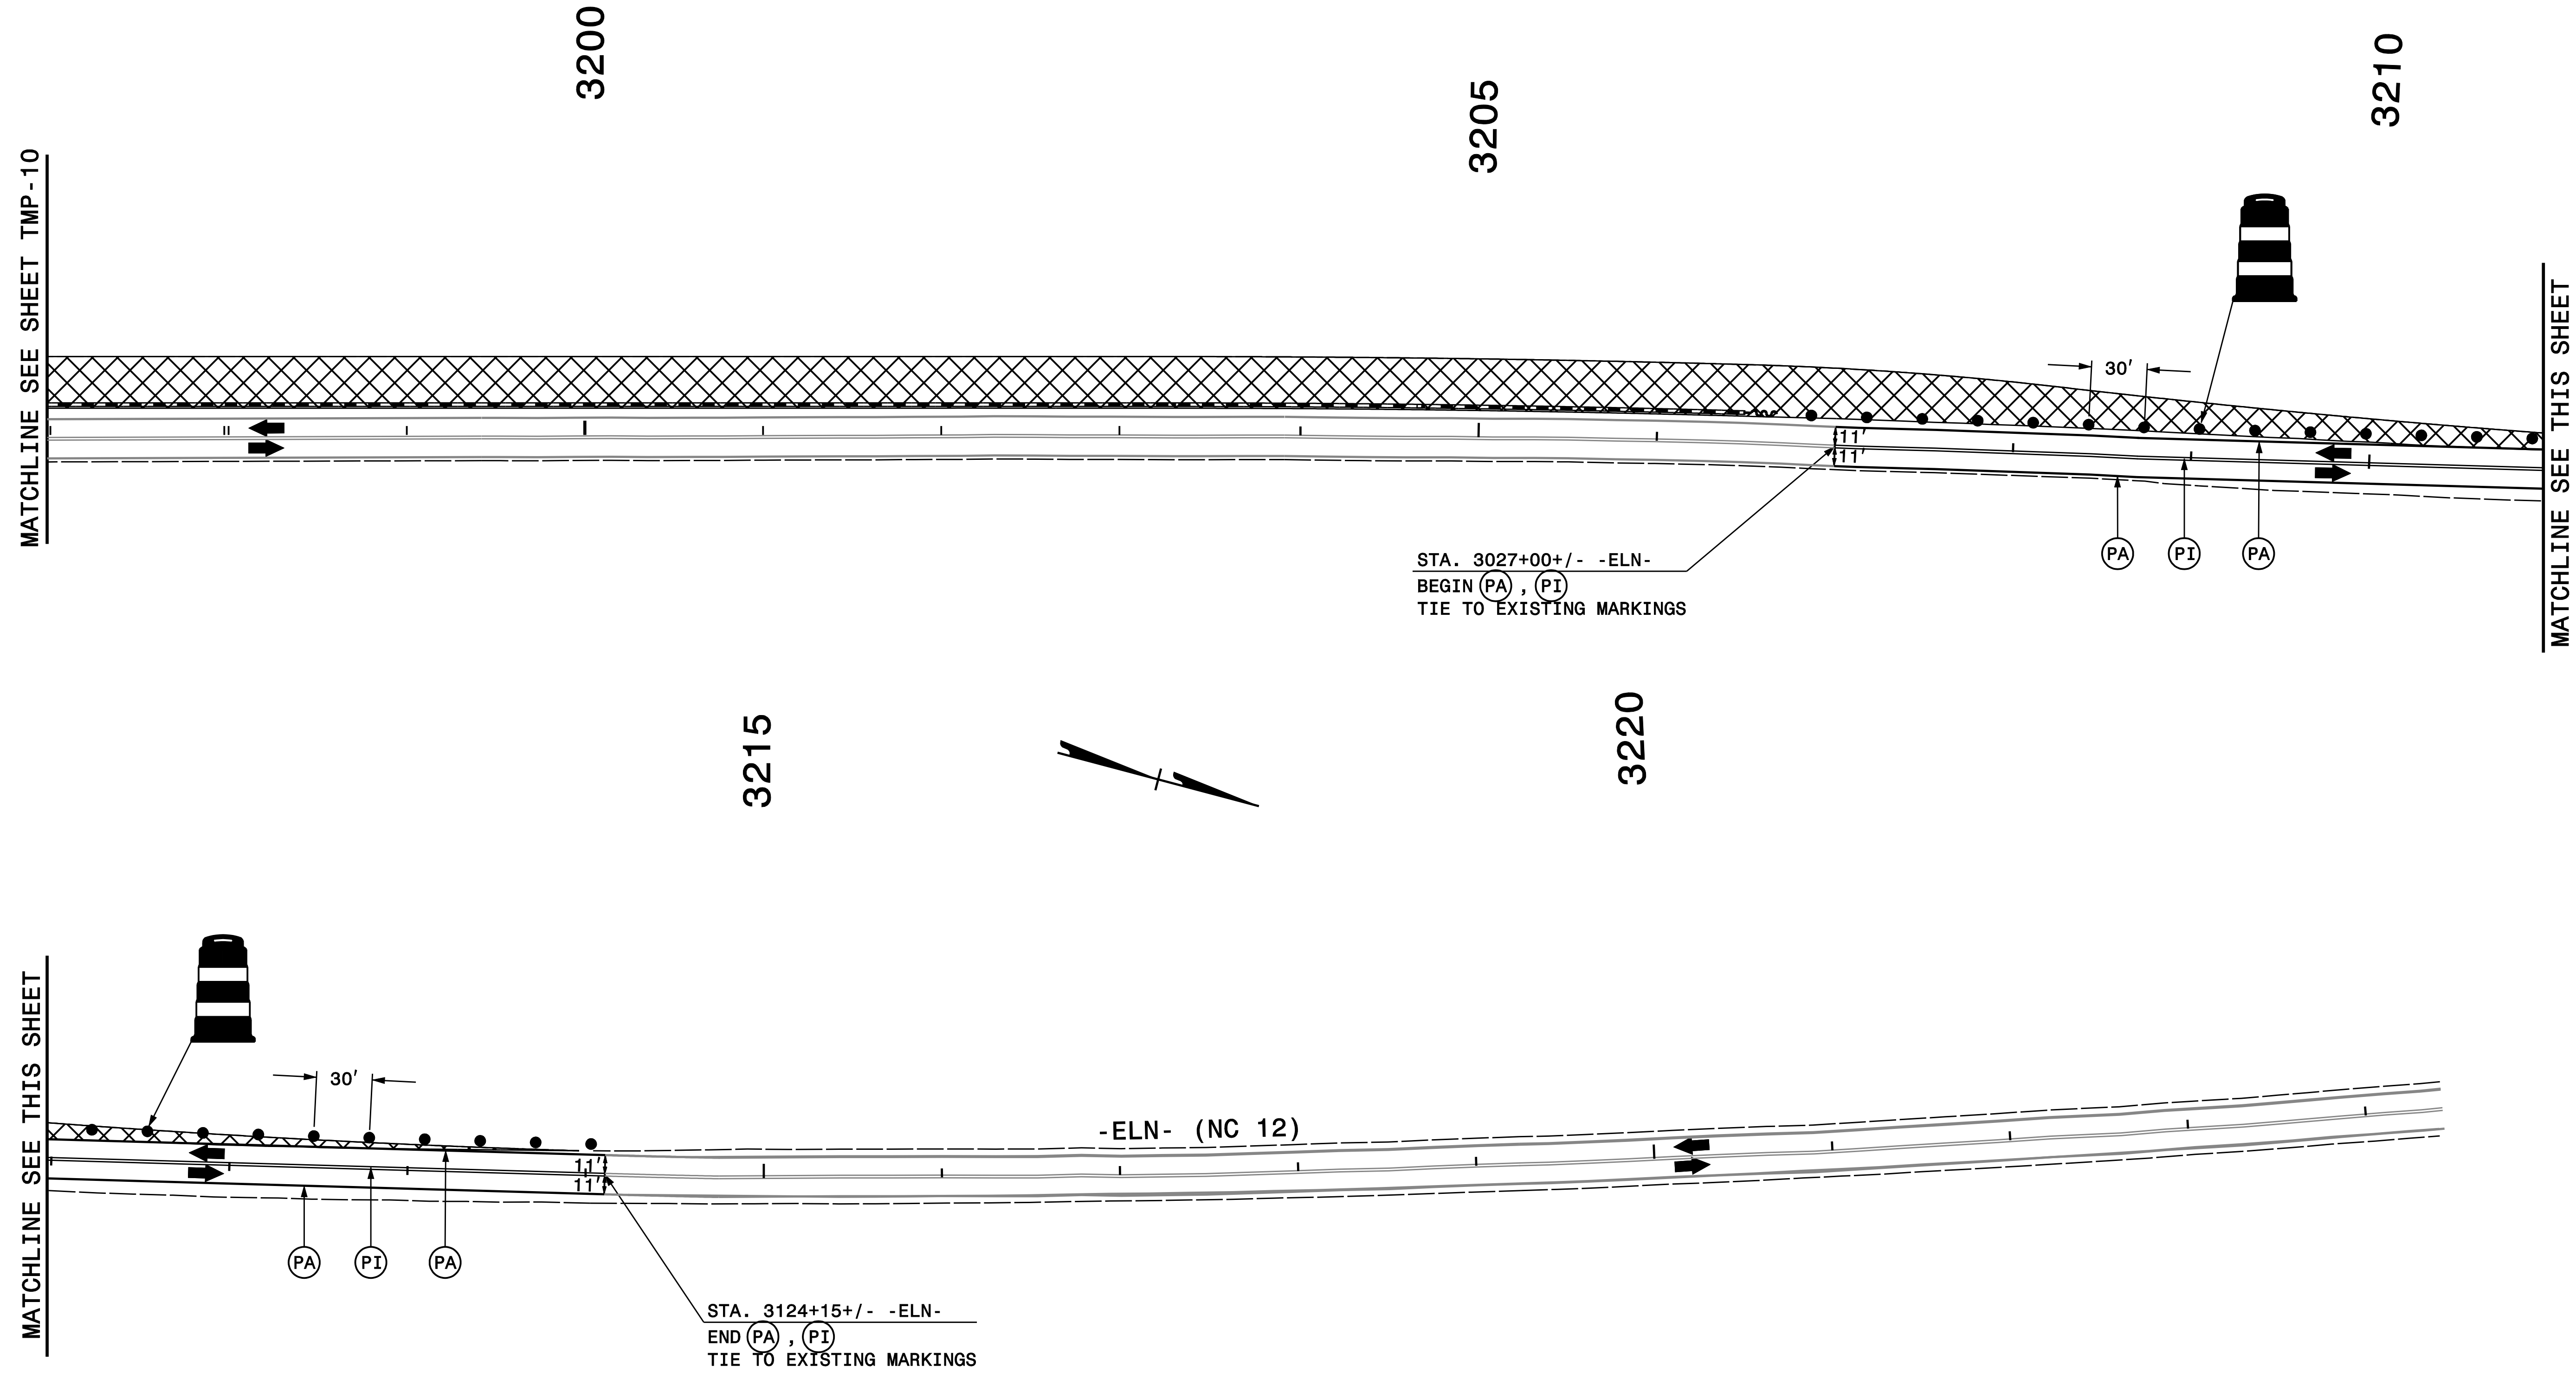 3200
3205
3210
MATCHLINE SEE SHEET TMP-10
MATCHLINE SEE THIS SHEET
30'
11'
11'
STA. 3027+00+/- -ELN-
BEGIN PA , PI
TIE TO EXISTING MARKINGS
PA
PI
PA
3215
3220
MATCHLINE SEE THIS SHEET
30'
-ELN- (NC 12)
11'
11'
PA
PI
PA
STA. 3124+15+/- -ELN-
END PA , PI
TIE TO EXISTING MARKINGS